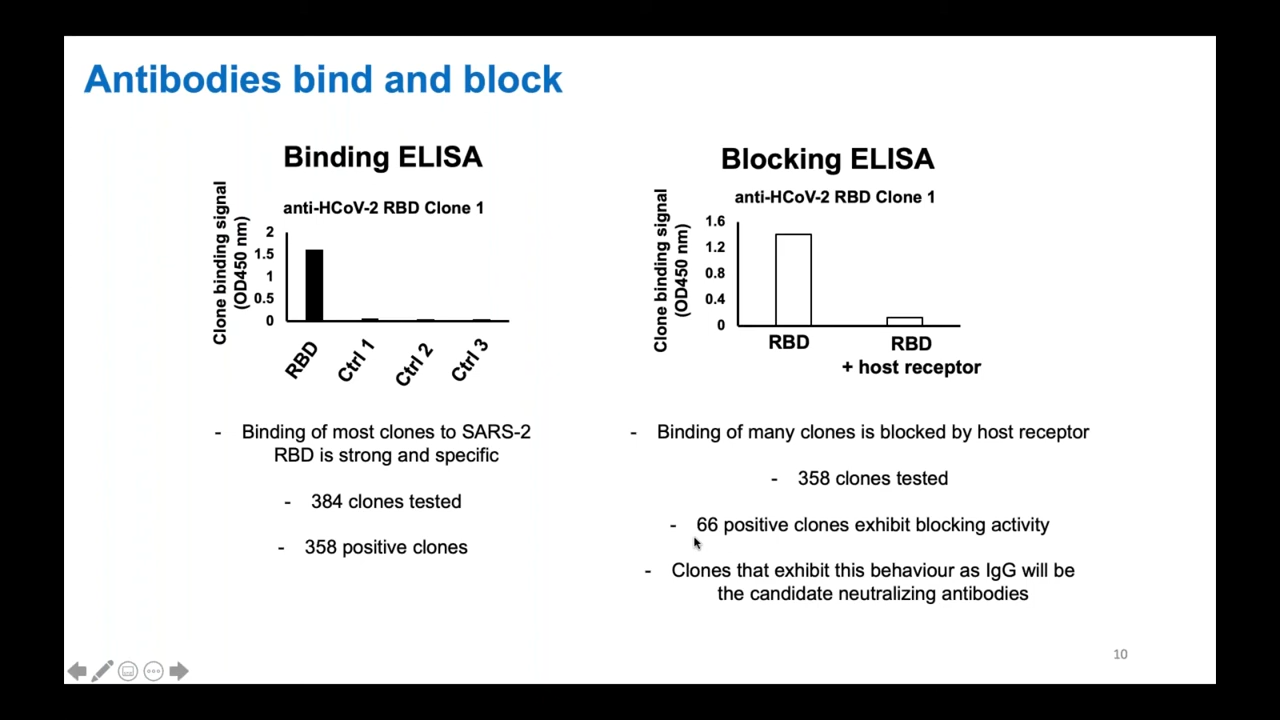 Antibodies bind and block
Binding ELISA
anti-HCoV-2 RBD Clone 1
Clone binding signal
(OD450 nm)
2
1.5
1
0.5
0
RBD
Ctrl 1
Ctrl 2
Ctrl 3
- Binding of most clones to SARS-2
RBD is strong and specific
- 384 clones tested
- 358 positive clones
Blocking ELISA
anti-HCoV-2 RBD Clone 1
Clone binding signal
(OD450 nm)
1.6
1.2
0.8
0.4
0
RBD
RBD
+ host receptor
- Binding of many clones is blocked by host receptor
- 358 clones tested
- 66 positive clones exhibit blocking activity
- Clones that exhibit this behaviour as IgG will be
the candidate neutralizing antibodies
10